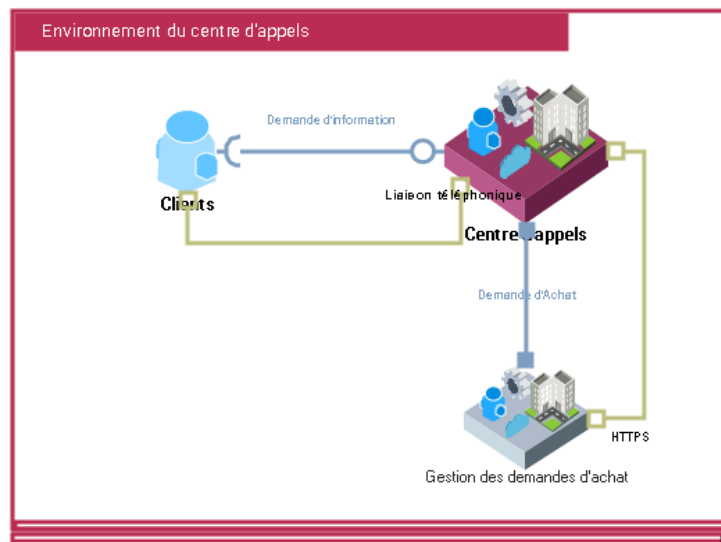 Environnement du centre d'appels
Demande d'information
Clients
Liaison téléphonique
Centre d'appels
Demande d'Achat
HTTPS
Gestion des demandes d'achat